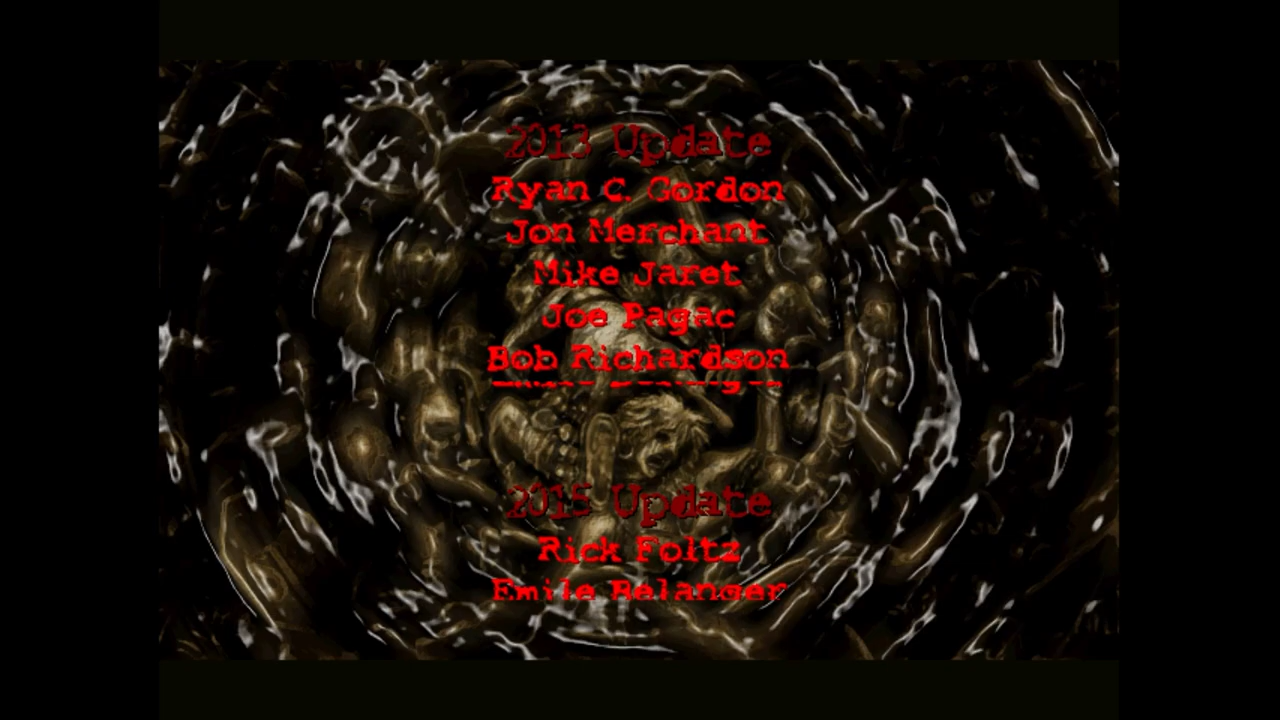 2013 Update
Ryan C. Gordon
Jon Merchant
Mike Jaret
Joe Pagac
Bob Richardson
2015 Update
Rick Foltz
Emile Belanger